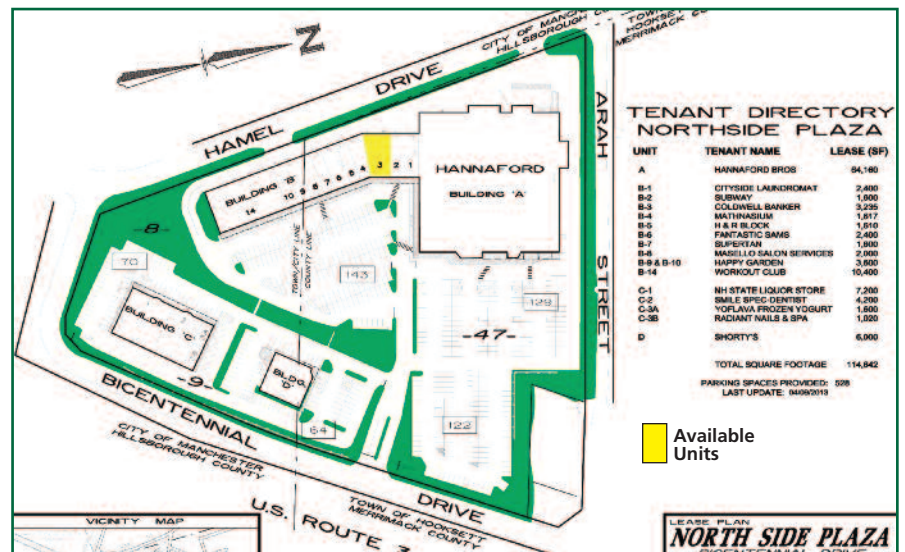 CITY OF MANCHESTER
HILLSBOROUGH
TOWN
HOOKSETT
MERRIMACK
N
HAMEL
DRIVE
ARAH
STREET
HANNAFORD
BUILDING 'A'
BUILDING 'B'
14
10 9 8 7 6 5 4 3 2 1
-8-
70
TOWN/CITY LINE
COUNTY LINE
143
129
-47-
BUILDING 'C'
BLDG.
'D'
-9-
64
122
BICENTENNIAL
DRIVE
CITY OF MANCHESTER
HILLSBOROUGH COUNTY
TOWN OF HOOKSETT
MERRIMACK COUNTY
U.S. ROUTE 3
VICINITY MAP
TENANT DIRECTORY
NORTHSIDE PLAZA
UNIT TENANT NAME LEASE (SF)
A HANNAFORD BROS 64,160
B-1 CITYSIDE LAUNDROMAT 2,400
B-2 SUBWAY 1,600
B-3 COLDWELL BANKER 3,235
B-4 MATHNASIUM 1,617
B-5 H & R BLOCK 1,610
B-6 FANTASTIC SAMS 2,400
B-7 SUPERTAN 1,600
B-8 MASELLO SALON SERVICES 2,000
B-9 & B-10 HAPPY GARDEN 3,600
B-14 WORKOUT CLUB 10,400
C-1 NH STATE LIQUOR STORE 7,200
C-2 SMILE SPEC-DENTIST 4,200
C-3A YOFLAVA FROZEN YOGURT 1,600
C-3B RADIANT NAILS & SPA 1,020
D SHORTY'S 6,000
TOTAL SQUARE FOOTAGE 114,642
PARKING SPACES PROVIDED: 528
LAST UPDATE: 04/09/2013
Available
Units
LEASE PLAN
NORTH SIDE PLAZA
BICENTENNIAL DRIVE